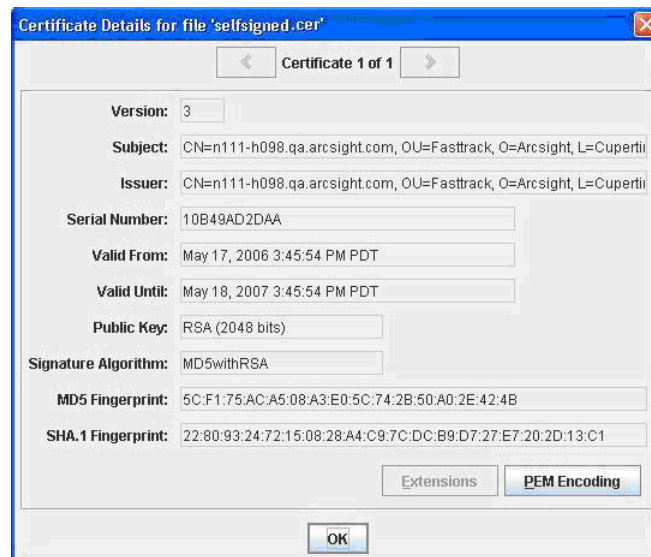 Certificate Details for file 'selfsigned.cer'
Certificate 1 of 1
Version: 3
Subject: CN=n111-h098.qa.arcsight.com, OU=Fasttrack, O=Arcsight, L=Cuperti
Issuer: CN=n111-h098.qa.arcsight.com, OU=Fasttrack, O=Arcsight, L=Cuperti
Serial Number: 10B49AD2DAA
Valid From: May 17, 2006 3:45:54 PM PDT
Valid Until: May 18, 2007 3:45:54 PM PDT
Public Key: RSA (2048 bits)
Signature Algorithm: MD5withRSA
MD5 Fingerprint: 5C:F1:75:AC:A5:08:A3:E0:5C:74:2B:50:A0:2E:42:4B
SHA.1 Fingerprint: 22:80:93:24:72:15:08:28:A4:C9:7C:DC:B9:D7:27:E7:20:2D:13:C1
Extensions PEM Encoding
OK